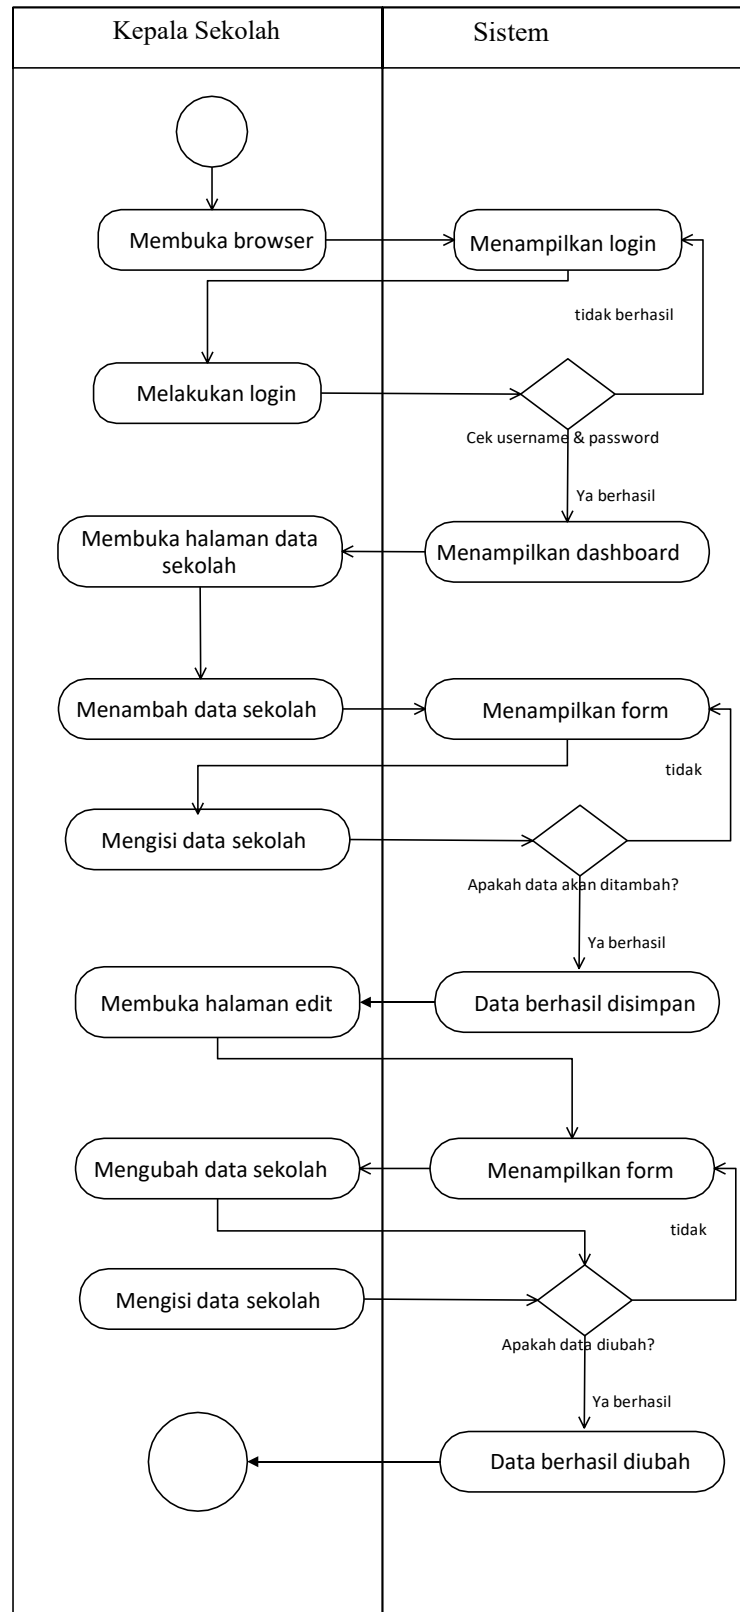 Kepala Sekolah
Sistem
Membuka browser
Menampilkan login
tidak berhasil
Melakukan login
Cek username & password
Ya berhasil
Membuka halaman data
sekolah
Menampilkan dashboard
Menambah data sekolah
Menampilkan form
tidak
Mengisi data sekolah
Apakah data akan ditambah?
Ya berhasil
Membuka halaman edit
Data berhasil disimpan
Mengubah data sekolah
Menampilkan form
tidak
Mengisi data sekolah
Apakah data diubah?
Ya berhasil
Data berhasil diubah